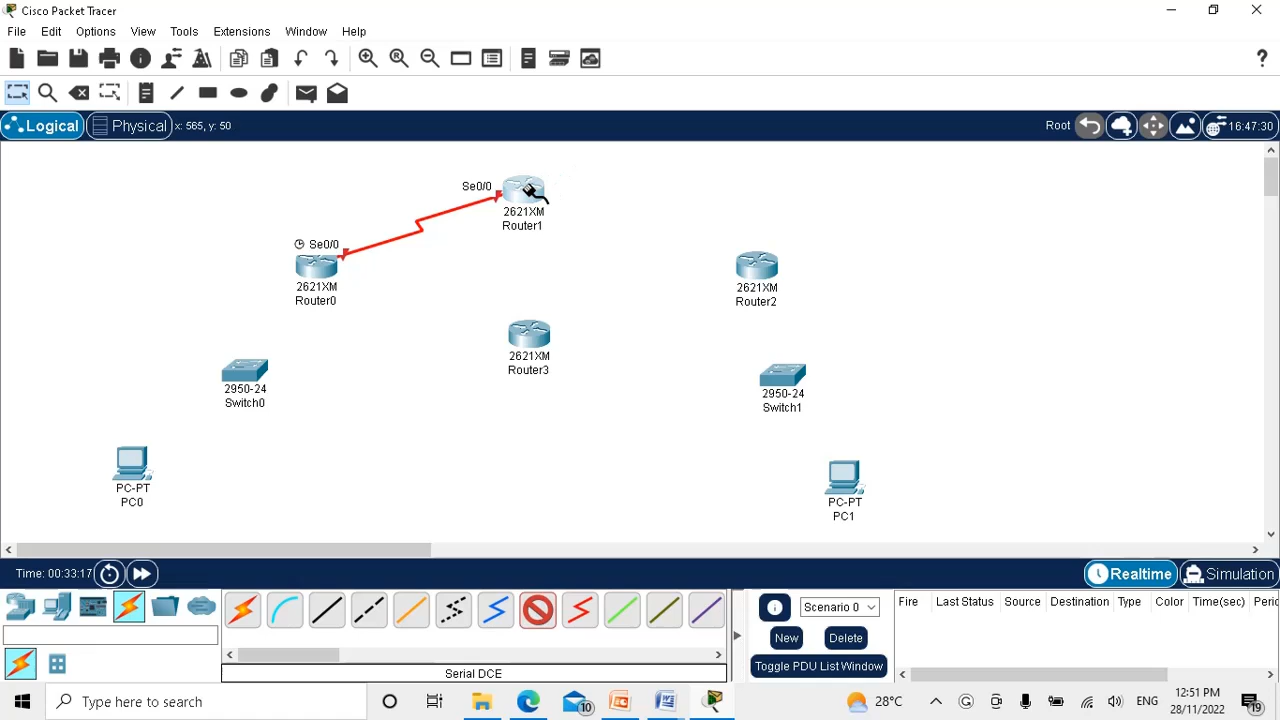 Cisco Packet Tracer
File Edit Options View Tools Extensions Window Help
Logical Physical x: 565, y: 50 Root 16:47:30
Se0/0
2621XM
Router1
Se0/0
2621XM
Router0
2621XM
Router2
2621XM
Router3
2950-24
Switch0
2950-24
Switch1
PC-PT
PC0
PC-PT
PC1
Time: 00:33:17 Realtime Simulation
Scenario 0
New Delete
Toggle PDU List Window
Fire Last Status Source Destination Type Color Time(sec) Perio
Serial DCE
Type here to search
10
28°C
ENG
12:51 PM
28/11/2022
19